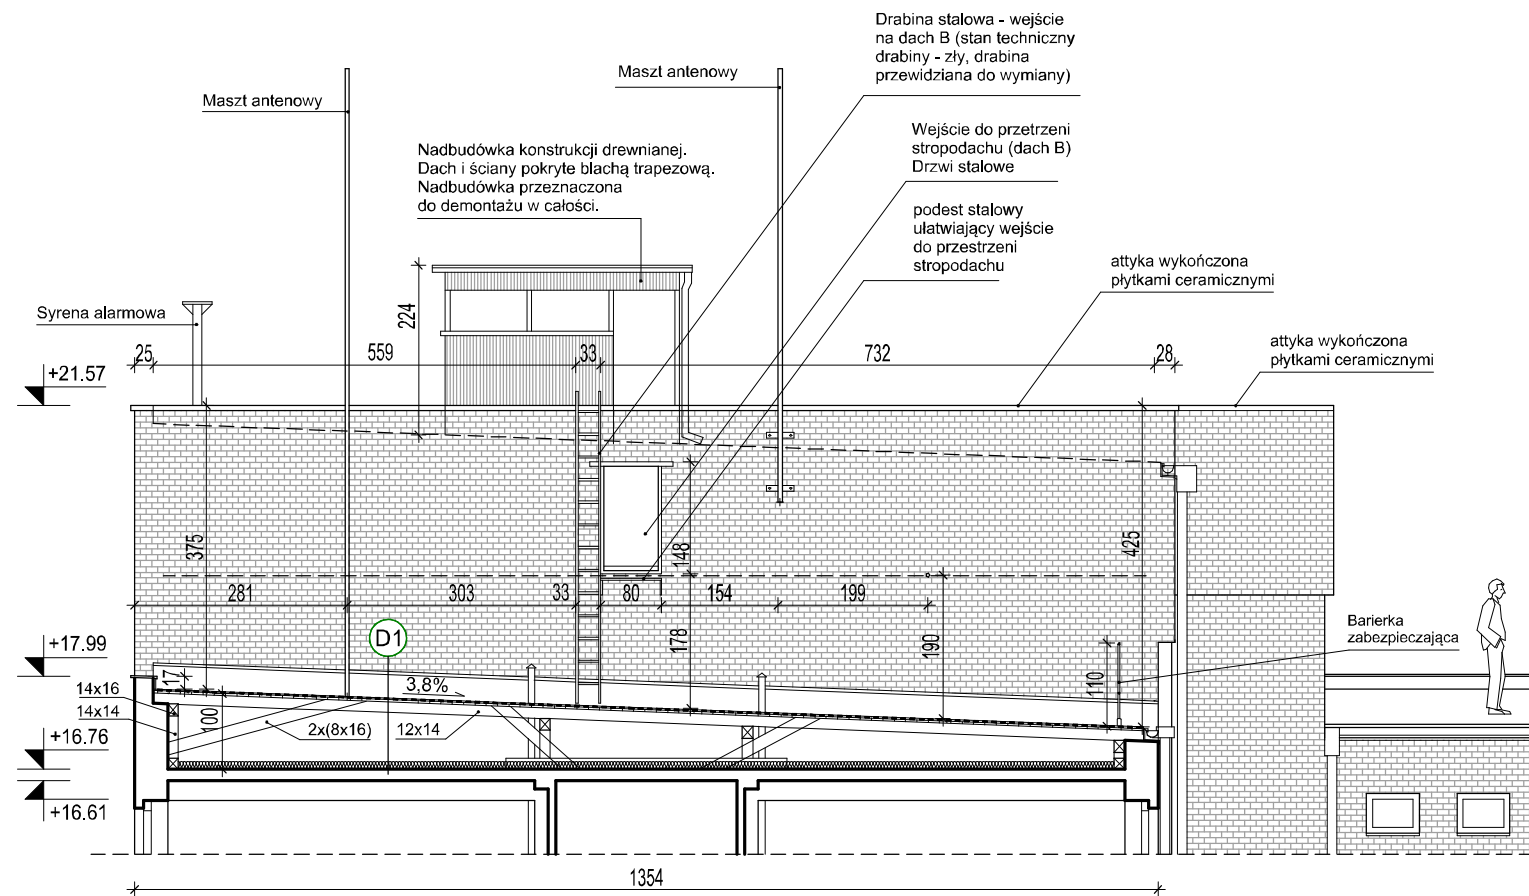 Drabina stalowa - wejście
na dach B (stan techniczny
drabiny - zły, drabina
przewidziana do wymiany)
Maszt antenowy
Maszt antenowy
Wejście do przetrzeni
stropodachu (dach B)
Drzwi stalowe
Nadbudówka konstrukcji drewnianej.
Dach i ściany pokryte blachą trapezową.
Nadbudówka przeznaczona
do demontażu w całości.
podest stalowy
ułatwiający wejście
do przestrzeni
stropodachu
attyka wykończona
płytkami ceramicznymi
Syrena alarmowa
224
attyka wykończona
płytkami ceramicznymi
25
559
33
732
28
+21.57
375
148
425
281
303
33
80
154
199
178
190
Barierka
zabezpieczająca
+17.99
D1
110
17
3,8%
14x16
14x14
100
2x(8x16)
12x14
+16.76
+16.61
1354